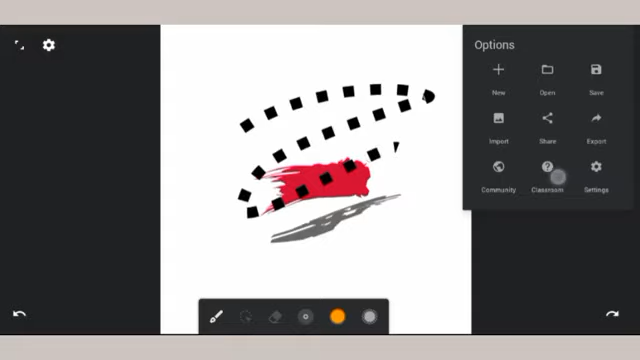 Options
New Open Save
Import Share Export
Community Classroom Settings